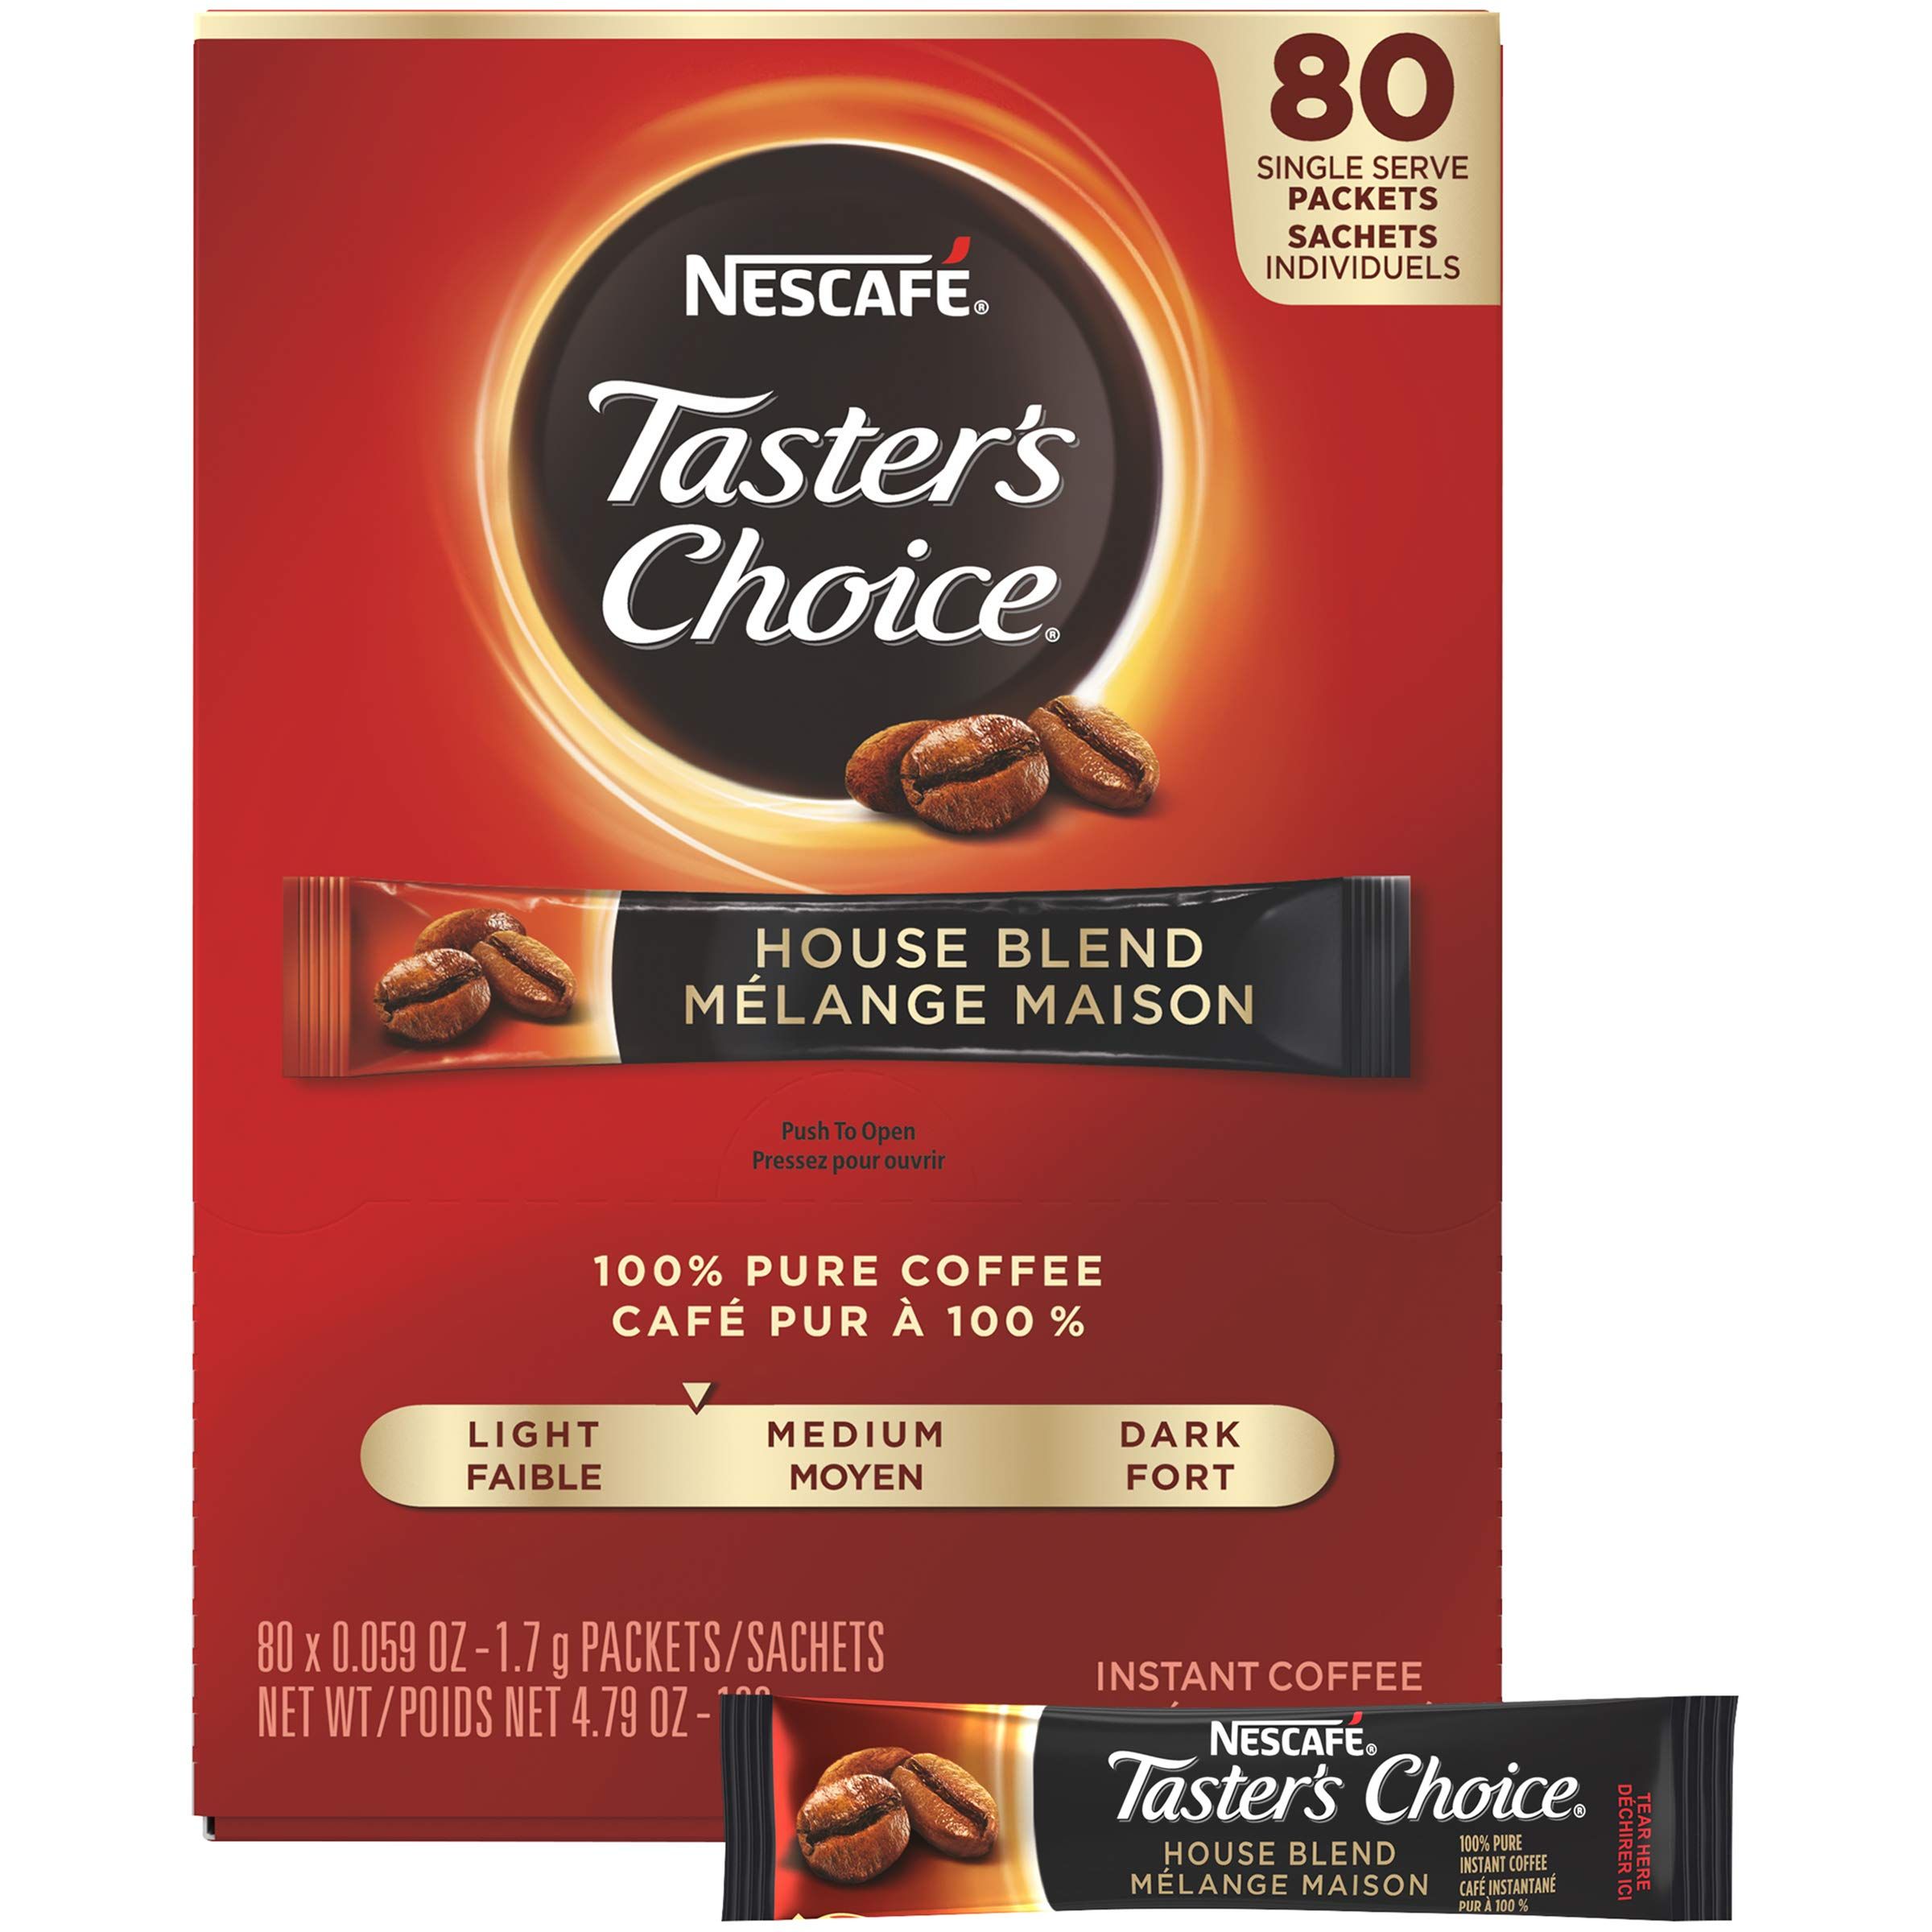 80
SINGLE SERVE
PACKETS
SACHETS
INDIVIDUELS
NESCAFÉ®
Taster's
Choice®
HOUSE BLEND
MÉLANGE MAISON
Push To Open
Pressez pour ouvrir
100% PURE COFFEE
CAFÉ PUR À 100 %
LIGHT MEDIUM DARK
FAIBLE MOYEN FORT
80 x 0.059 OZ - 1.7 g PACKETS/SACHETS
NET WT/POIDS NET 4.79 OZ -
INSTANT COFFEE
NESCAFÉ®
Taster's Choice®
HOUSE BLEND
MÉLANGE MAISON
100% PURE
INSTANT COFFEE
CAFÉ INSTANTANÉ
PUR À 100 %
TEAR HERE
DÉCHIRER ICI